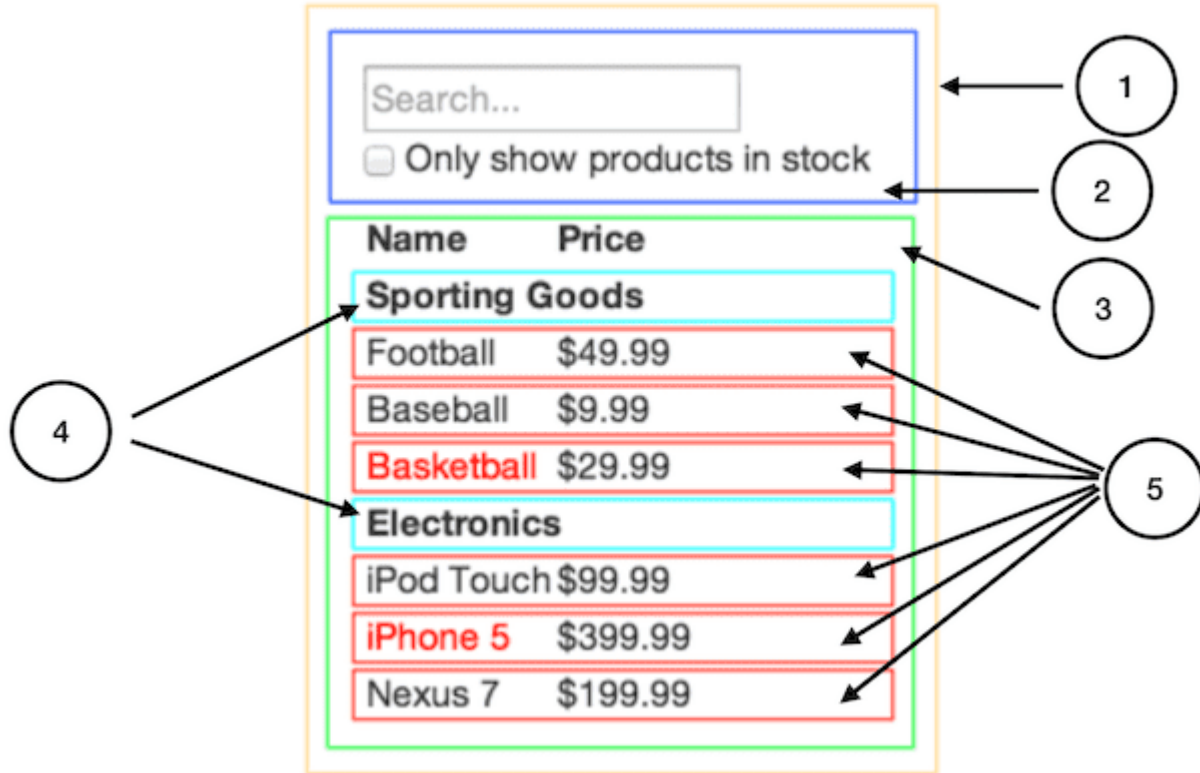 1
Search...
Only show products in stock
2
Name Price
Sporting Goods
3
Football $49.99
Baseball $9.99
4
Basketball $29.99
5
Electronics
iPod Touch $99.99
iPhone 5 $399.99
Nexus 7 $199.99